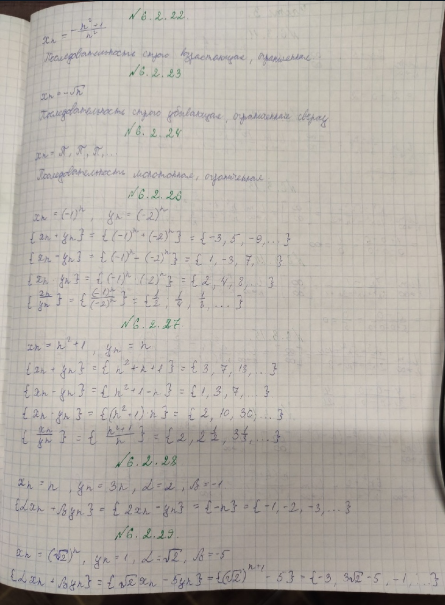 №6.2.22
xn = -(n²+1)/n²
Последовательность строго возрастающая, ограниченная
№6.2.23
xn = -√n
Последовательность строго убывающая, ограниченная сверху
№6.2.24
xn = π, π, π, ...
Последовательность монотонная, ограниченная
№6.2.26
xn = (-1)ⁿ, yn = (-2)ⁿ
{xn + yn} = {(-1)ⁿ + (-2)ⁿ} = {-3, 5, -9, ...}
{xn - yn} = {(-1)ⁿ - (-2)ⁿ} = {1, -3, 7, ...}
{xn · yn} = {(-1)ⁿ · (-2)ⁿ} = {2, 4, 8, ...}
{xn/yn} = {(-1)ⁿ/(-2)ⁿ} = {1/2, 1/4, 1/8, ...}
№6.2.27
xn = n²+1, yn = n
{xn + yn} = {n²+n+1} = {3, 7, 13, ...}
{xn - yn} = {n²+1-n} = {1, 3, 7, ...}
{xn · yn} = {(n²+1) n} = {2, 10, 30, ...}
{xn/yn} = {(n²+1)/n} = {2, 2 1/2, 3 1/3, ...}
№6.2.28
xn = n, yn = 3n, α = 2, β = -1
{αxn + βyn} = {2xn - yn} = {-n} = {-1, -2, -3, ...}
№6.2.29
xn = (√2)ⁿ, yn = 1, α = √2, β = -5
{αxn + βyn} = {√2 xn - 5yn} = {(√2)ⁿ⁺¹ - 5} = {-3, 3√2 - 5, -1, ...}